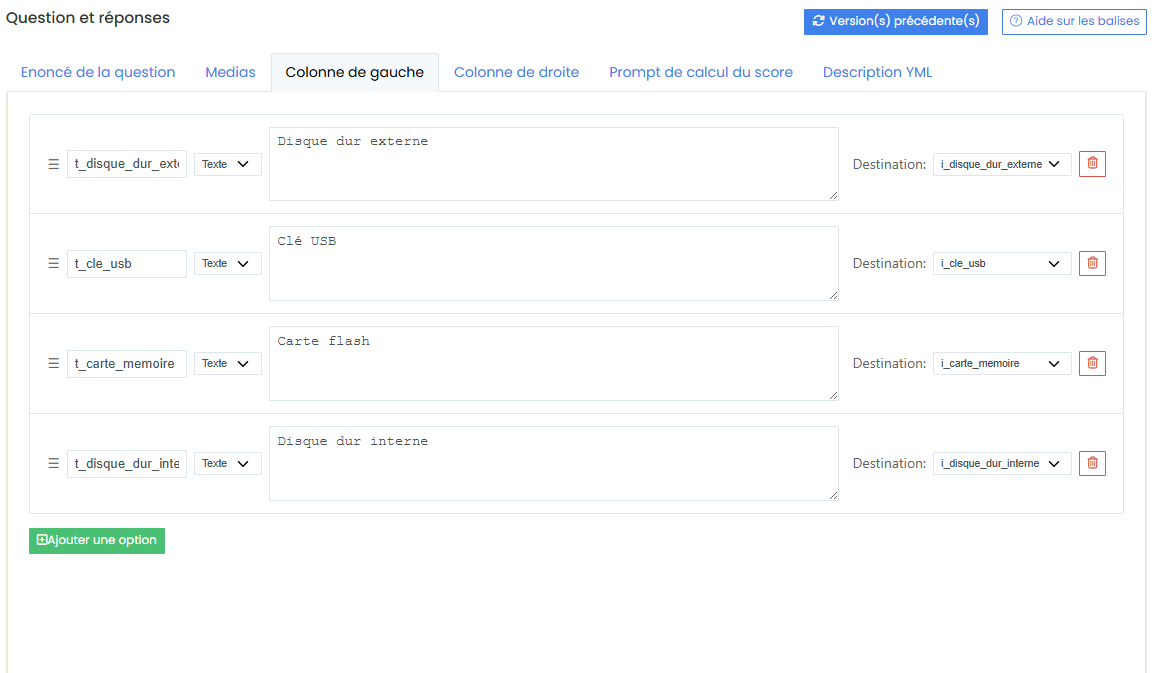 Question et réponses
Version(s) précédente(s)
Aide sur les balises
Enoncé de la question
Medias
Colonne de gauche
Colonne de droite
Prompt de calcul du score
Description YML
t_disque_dur_exte
Texte
Disque dur externe
Destination:
i_disque_dur_externe
t_cle_usb
Texte
Clé USB
Destination:
i_cle_usb
t_carte_memoire
Texte
Carte flash
Destination:
i_carte_memoire
t_disque_dur_inte
Texte
Disque dur interne
Destination:
i_disque_dur_interne
Ajouter une option